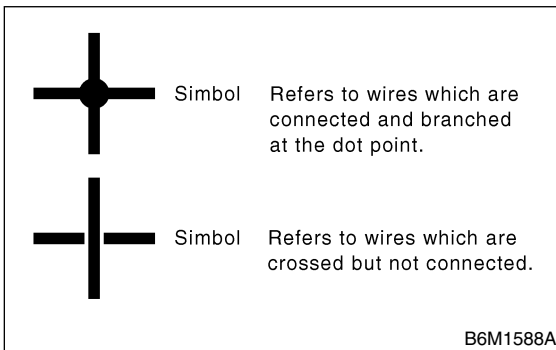 Simbol Refers to wires which are
connected and branched
at the dot point.
Simbol Refers to wires which are
crossed but not connected.
B6M1588A